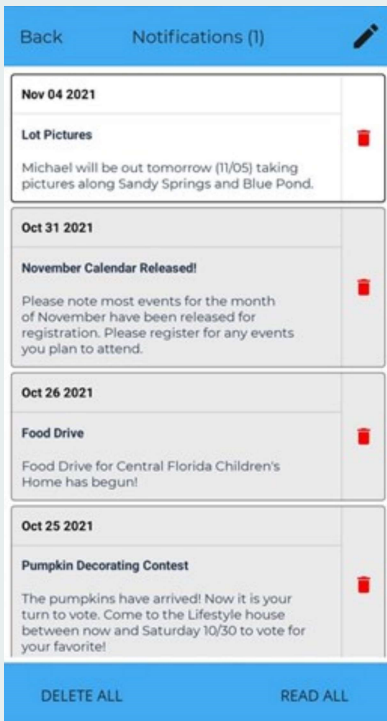 Back
Notifications (1)
Nov 04 2021
Lot Pictures
Michael will be out tomorrow (11/05) taking
pictures along Sandy Springs and Blue Pond.
Oct 31 2021
November Calendar Released!
Please note most events for the month
of November have been released for
registration. Please register for any events
you plan to attend.
Oct 26 2021
Food Drive
Food Drive for Central Florida Children's
Home has begun!
Oct 25 2021
Pumpkin Decorating Contest
The pumpkins have arrived! Now it is your
turn to vote. Come to the Lifestyle house
between now and Saturday 10/30 to vote for
your favorite!
DELETE ALL
READ ALL